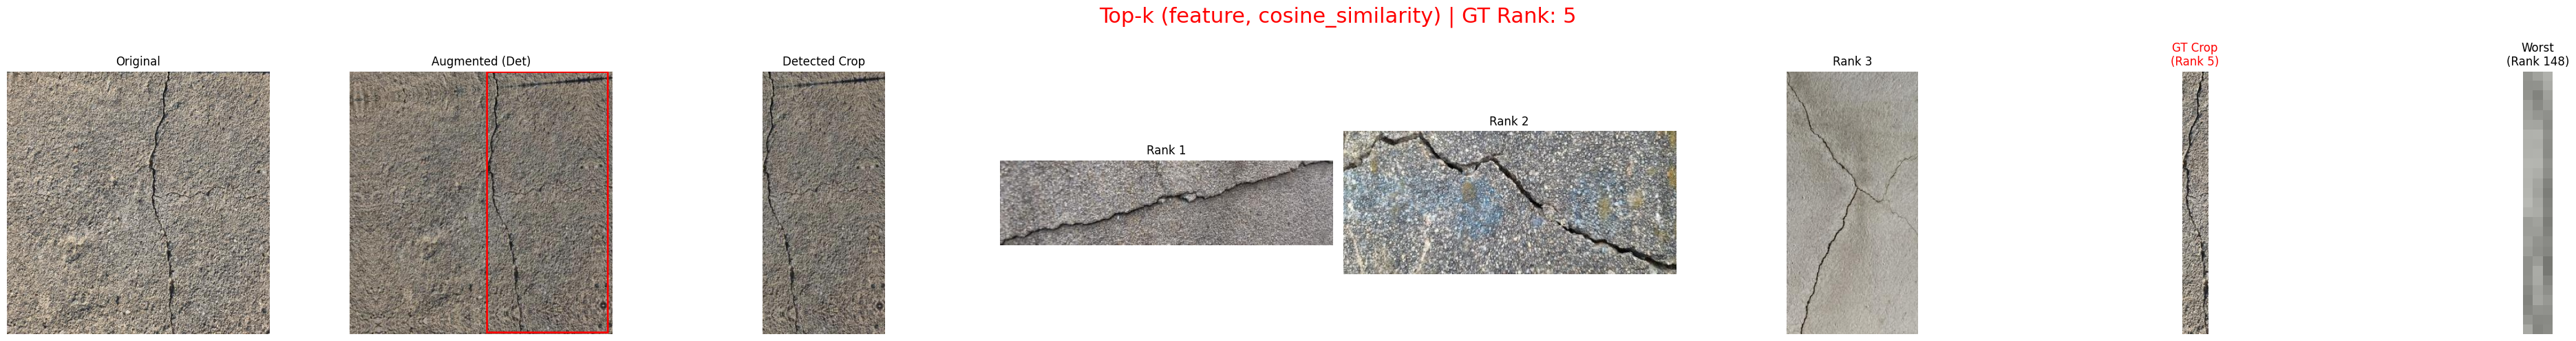 Top-k (feature, cosine_similarity) | GT Rank: 5
Original
Augmented (Det)
Detected Crop
Rank 1
Rank 2
Rank 3
GT Crop
(Rank 5)
Worst
(Rank 148)